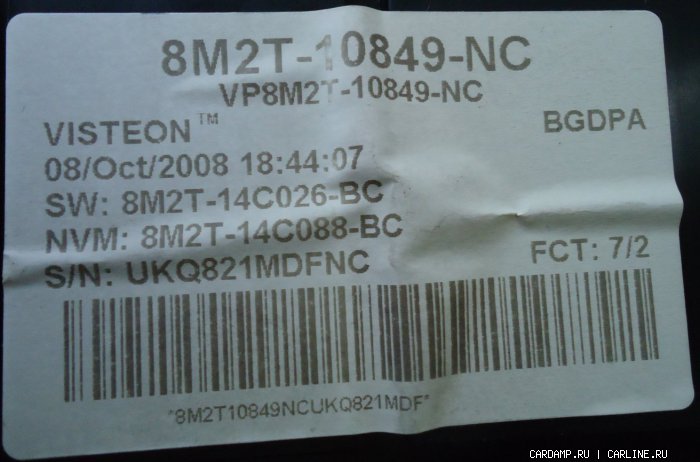 8M2T-10849-NC
VP8M2T-10849-NC
VISTEON™ BGDPA
08/Oct/2008 18:44:07
SW: 8M2T-14C026-BC
NVM: 8M2T-14C088-BC
S/N: UKQ821MDFNC FCT: 7/2
*8M2T10849NCUKQ821MDF*
CARDAMP.RU | CARLINE.RU